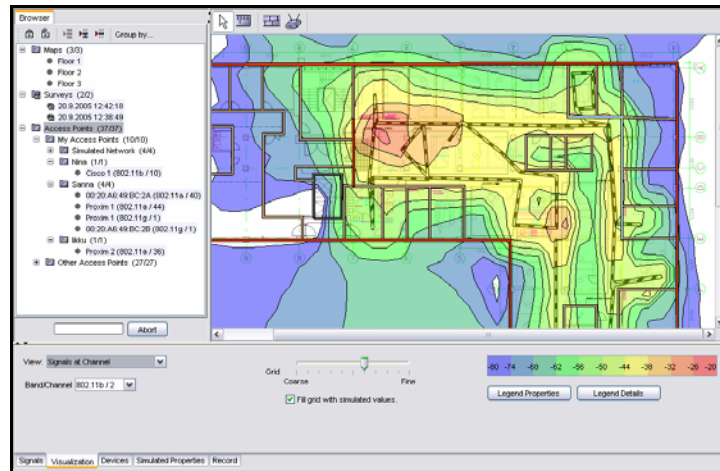 Browser
Group by...
Maps (3/3)
Floor 1
Floor 2
Floor 3
Surveys (2/2)
20.9.2005 12:42:18
20.9.2005 12:38:49
Access Points (37/37)
My Access Points (10/10)
Simulated Network (4/4)
Nina (1/1)
Cisco 1 (802.11b / 10)
Sanna (4/4)
00:20:A6:49:BC:2A (802.11a / 40)
Proxim 1 (802.11a / 44)
Proxim 1 (802.11g / 1)
00:20:A6:49:BC:2B (802.11g / 1)
Ikku (1/1)
Proxim 2 (802.11a / 36)
Other Access Points (27/27)
Abort
View: Signals at Channel
Band/Channel 802.11b / 2
Grid
Coarse Fine
Fill grid with simulated values.
-80 -74 -68 -62 -56 -50 -44 -38 -32 -26 -20
Legend Properties Legend Details
Signals Visualization Devices Simulated Properties Record